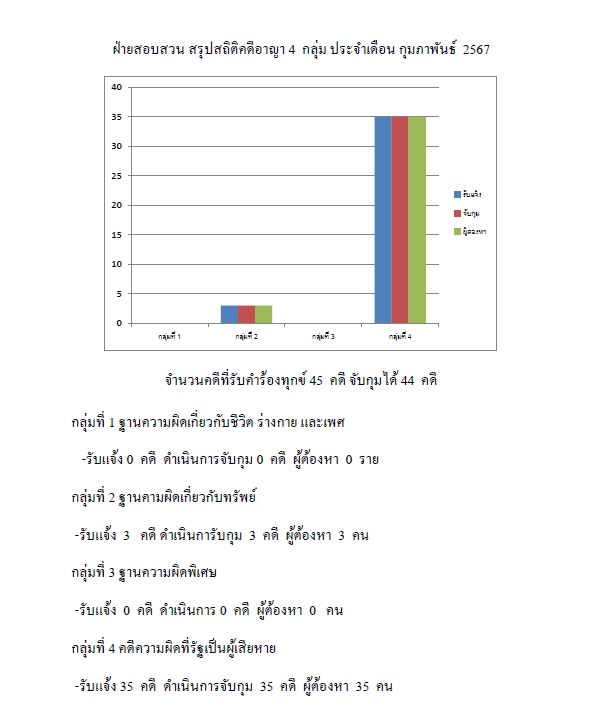 ฝ่ายสอบสวน สรุปสถิติคดีอาญา 4 กลุ่ม ประจำเดือน กุมภาพันธ์ 2567
40
35
30
25
20
15
10
5
0
กลุ่มที่ 1 กลุ่มที่ 2 กลุ่มที่ 3 กลุ่มที่ 4
รับแจ้ง
จับกุม
ผู้ต้องหา
จำนวนคดีที่รับคำร้องทุกข์ 45 คดี จับกุมได้ 44 คดี
กลุ่มที่ 1 ฐานความผิดเกี่ยวกับชีวิต ร่างกาย และเพศ
-รับแจ้ง 0 คดี ดำเนินการจับกุม 0 คดี ผู้ต้องหา 0 ราย
กลุ่มที่ 2 ฐานคามผิดเกี่ยวกับทรัพย์
-รับแจ้ง 3 คดี ดำเนินการับกุม 3 คดี ผู้ต้องหา 3 คน
กลุ่มที่ 3 ฐานความผิดพิเศษ
-รับแจ้ง 0 คดี ดำเนินการ 0 คดี ผู้ต้องหา 0 คน
กลุ่มที่ 4 คดีความผิดที่รัฐเป็นผู้เสียหาย
-รับแจ้ง 35 คดี ดำเนินการจับกุม 35 คดี ผู้ต้องหา 35 คน